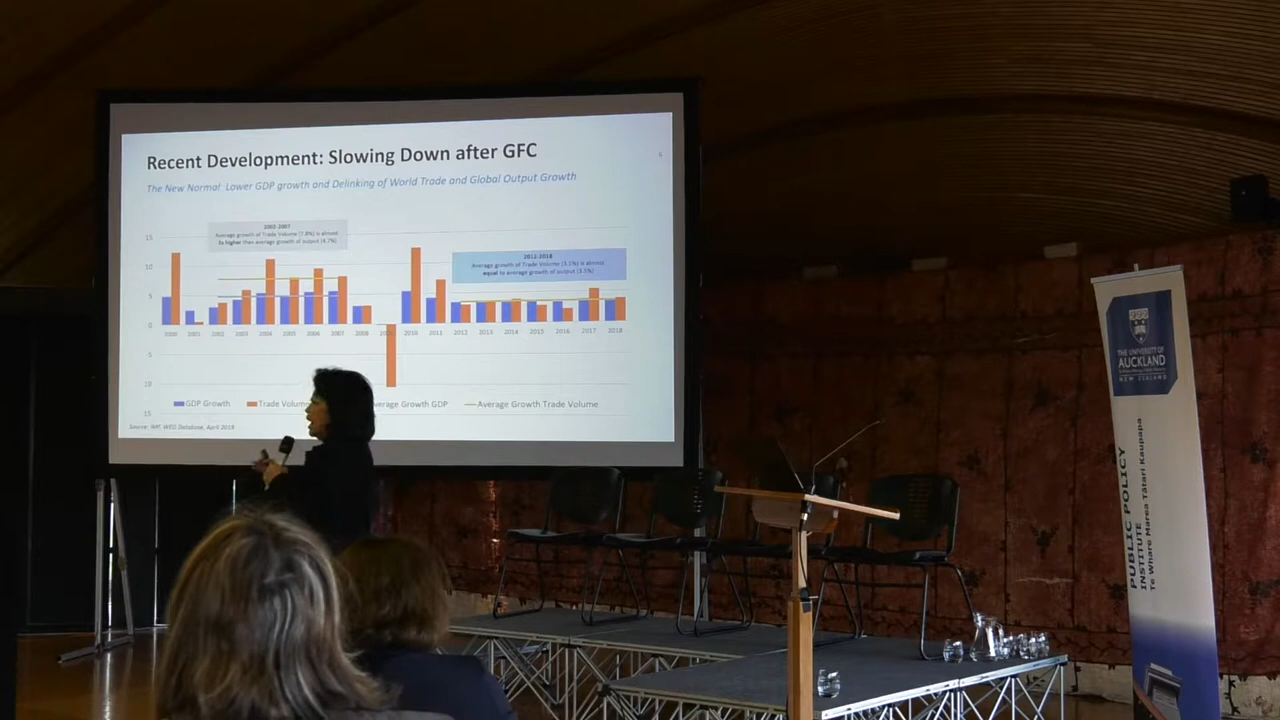 Recent Development: Slowing Down after GFC
The New Normal Lower GDP growth and Delinking of World Trade and Global Output Growth
2002-2007
Average growth of Trade Volume (7.8%) is almost
higher than average growth of output (4.7%)
2012-2018
Average growth of Trade Volume (3.5%) is almost
equal to average growth of output (3.5%)
15
10
5
0
5
10
15
2000 2001 2002 2003 2004 2005 2006 2007 2008 2010 2011 2012 2013 2014 2015 2016 2017 2018
GDP Growth Trade Volume Average Growth GDP Average Growth Trade Volume
Source: IMF, WEO Database, April 2018
THE UNIVERSITY OF
AUCKLAND
NEW ZEALAND
PUBLIC POLICY
INSTITUTE
Te Whare Marea Tātari Kaupapa